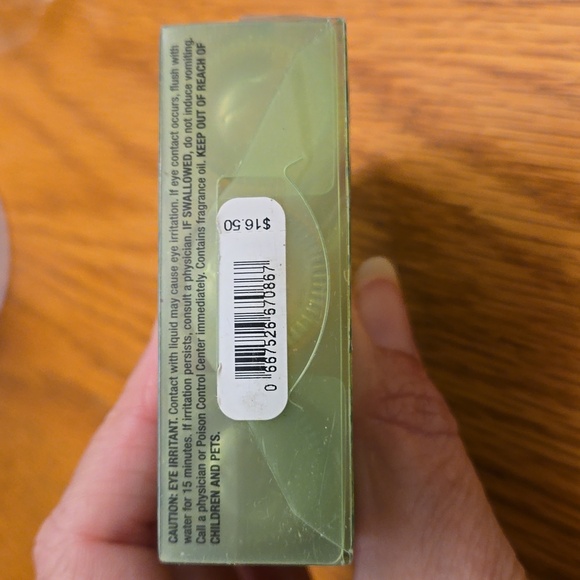 CAUTION: EYE IRRITANT. Contact with liquid may cause eye irritation. If eye contact occurs, flush with
water for 15 minutes. If irritation persists, consult a physician. IF SWALLOWED, do not induce vomiting.
Call a physician or Poison Control Center immediately. Contains fragrance oil. KEEP OUT OF REACH OF
CHILDREN AND PETS.
$16.50
0 667526 670867